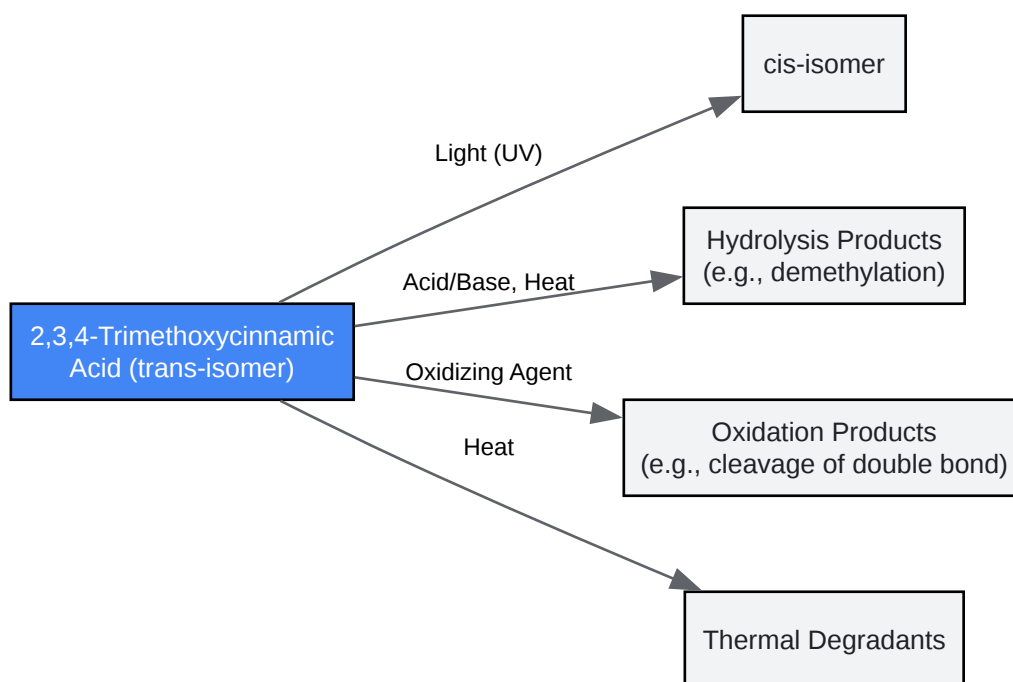 cis-isomer
Light (UV)
Hydrolysis Products
(e.g., demethylation)
Acid/Base, Heat
2,3,4-Trimethoxycinnamic
Acid (trans-isomer)
Oxidizing Agent
Oxidation Products
(e.g., cleavage of double bond)
Heat
Thermal Degradants